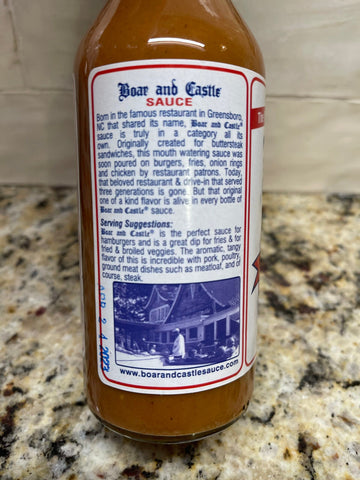 Boar and Castle
SAUCE
Born in the famous restaurant in Greensboro,
NC that shared its name, Boar and Castle®
sauce is truly in a category all its
own. Originally created for buttersteak
sandwiches, this mouth watering sauce was
soon poured on burgers, fries, onion rings
and chicken by restaurant patrons. Today,
that beloved restaurant & drive-in that served
three generations is gone. But that original
one of a kind flavor is alive in every bottle of
Boar and Castle® sauce.
Serving Suggestions:
Boar and Castle® is the perfect sauce for
hamburgers and is a great dip for fries & for
fried & broiled veggies. The aromatic, tangy
flavor of this is incredible with pork, poultry,
ground meat dishes such as meatloaf, and of
course, steak.
www.boarandcastlesauce.com
APR 24 2023
The